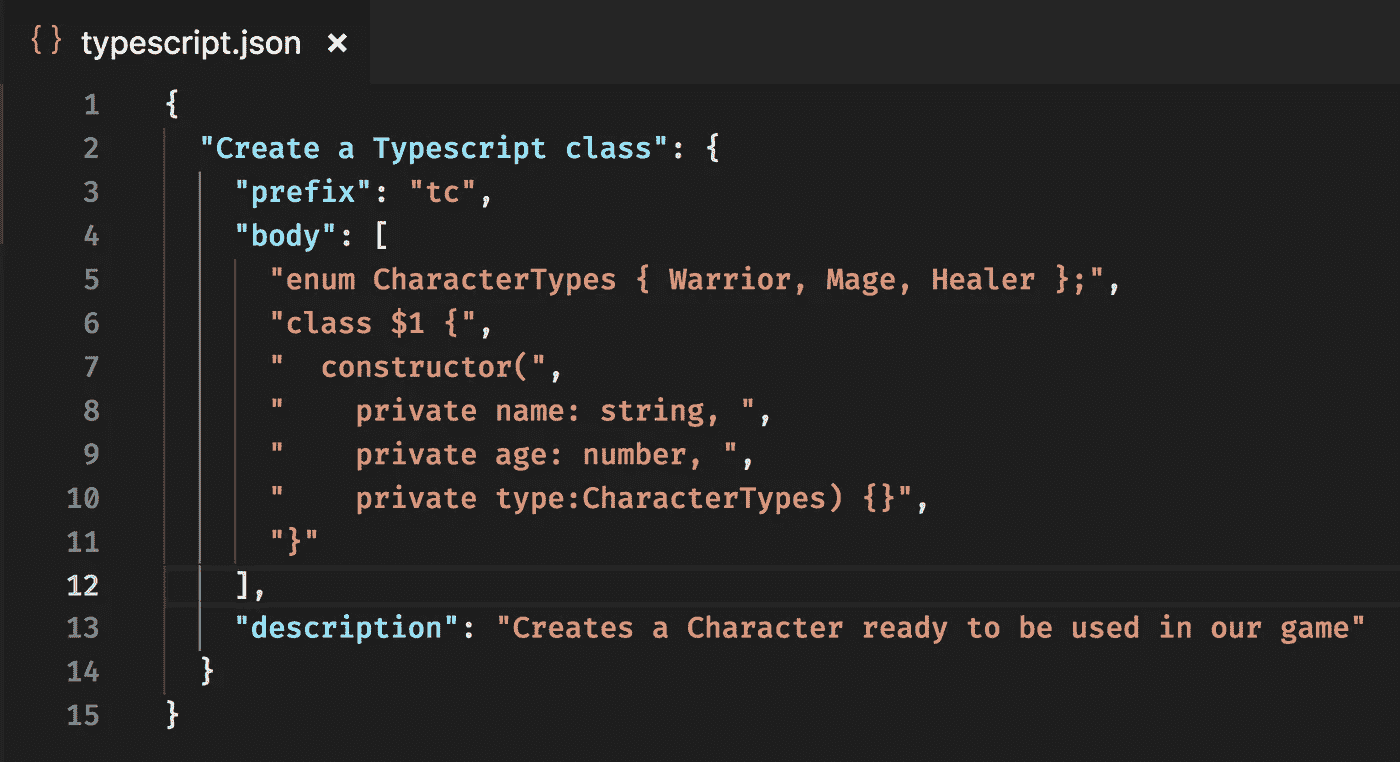 { } typescript.json ×
1 {
2   "Create a Typescript class": {
3     "prefix": "tc",
4     "body": [
5       "enum CharacterTypes { Warrior, Mage, Healer };",
6       "class $1 {",
7       "  constructor(",
8       "    private name: string, ",
9       "    private age: number, ",
10       "    private type:CharacterTypes) {}",
11       "}"
12     ],
13     "description": "Creates a Character ready to be used in our game"
14   }
15 }